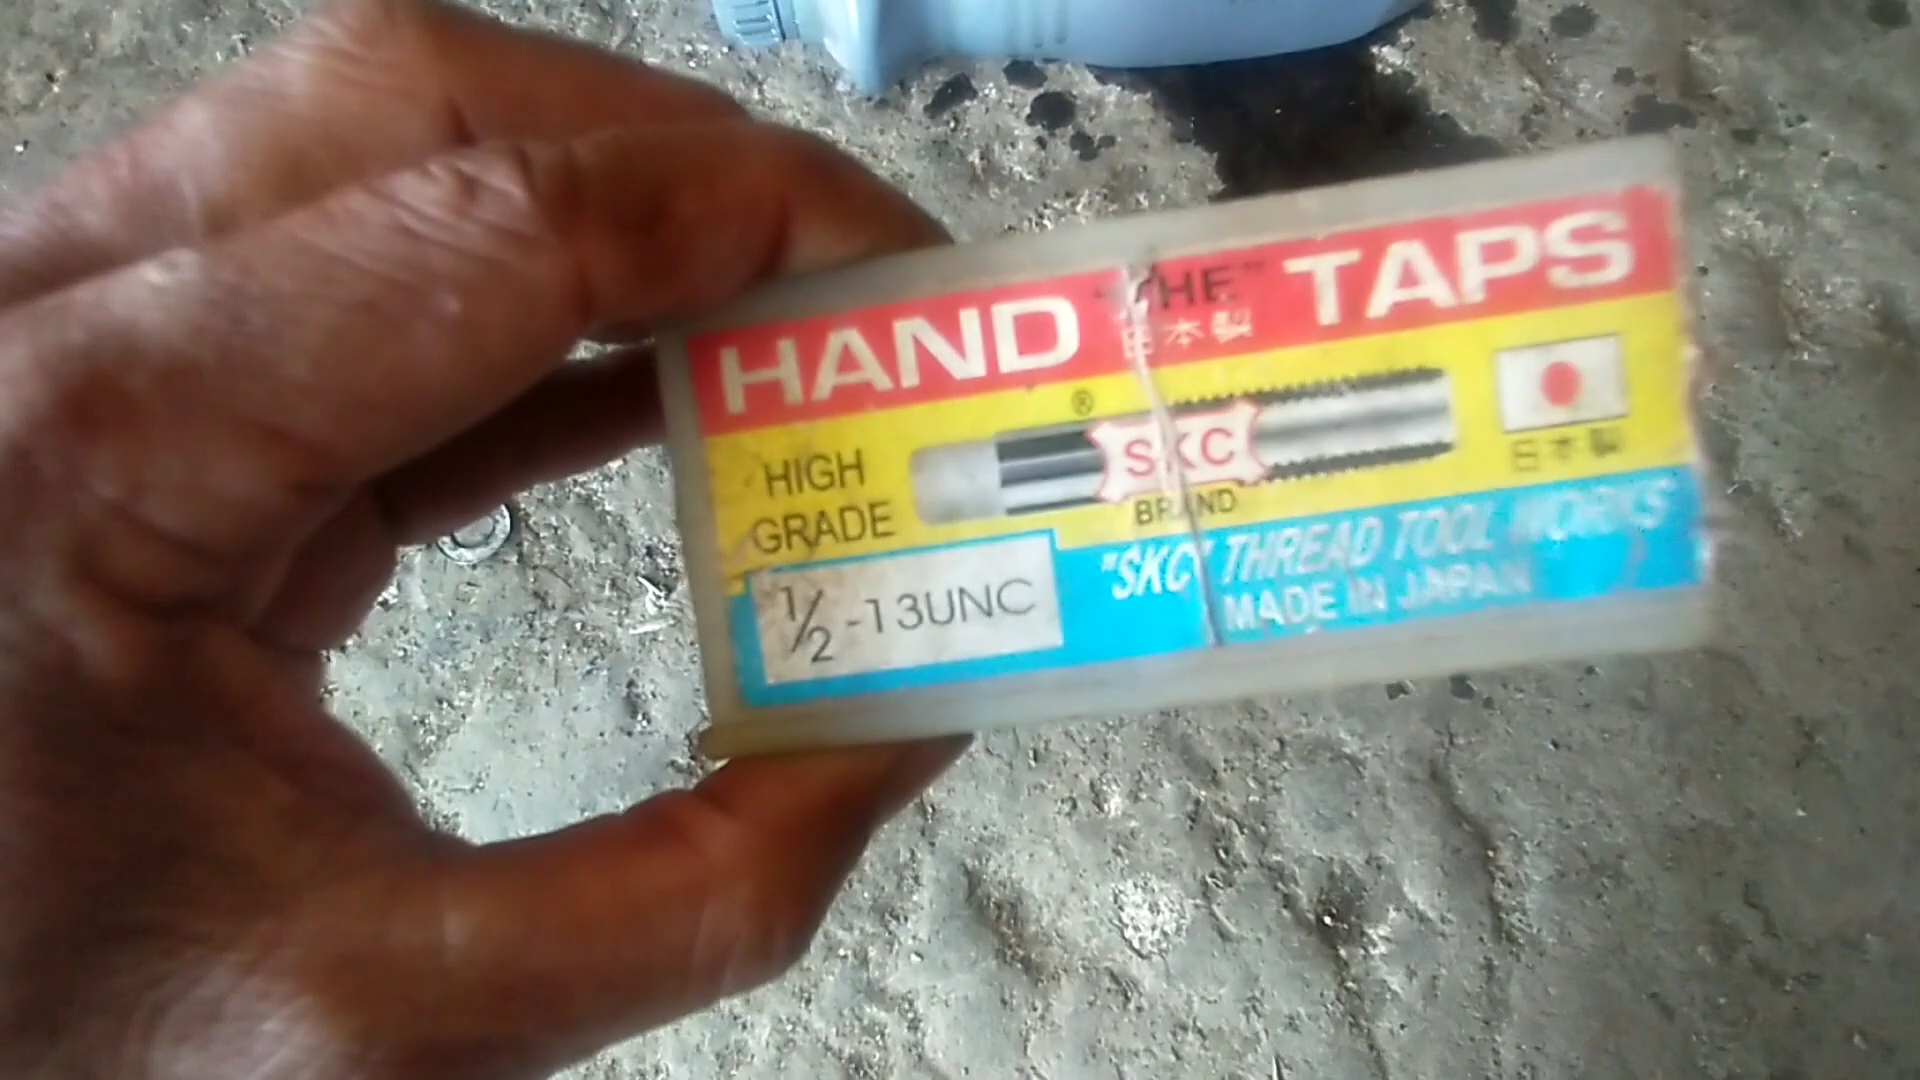 HAND "THE" TAPS
日本製
®
SKC
BRAND
HIGH
GRADE
日本製
1/2-13UNC
"SKC" THREAD TOOL WORKS
MADE IN JAPAN